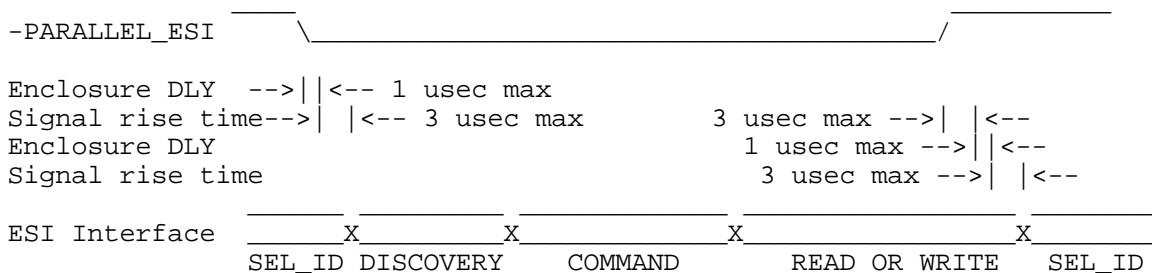 -PARALLEL_ESI
Enclosure DLY -->||<-- 1 usec max
Signal rise time-->| |<-- 3 usec max 3 usec max -->| |<--
Enclosure DLY 1 usec max -->||<--
Signal rise time 3 usec max -->| |<--
ESI Interface ______X_________X_____________X_________________X________
SEL_ID DISCOVERY COMMAND READ OR WRITE SEL_ID